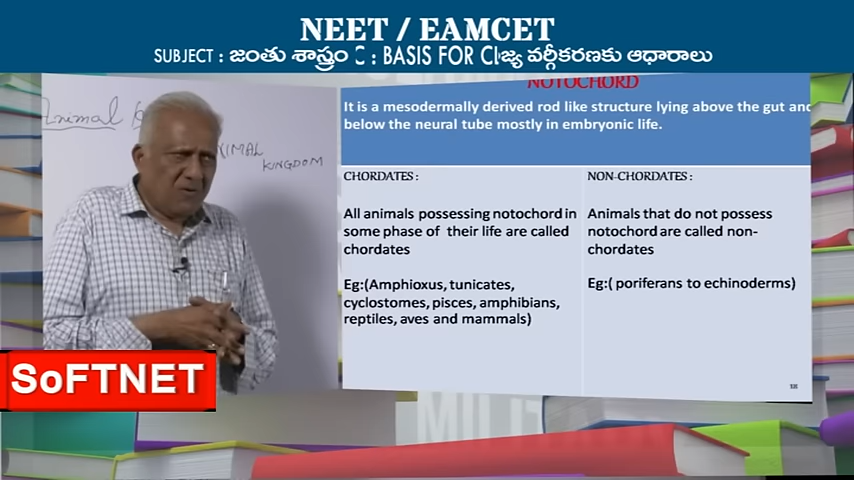 NEET / EAMCET
SUBJECT : జంతు శాస్త్రం C : BASIS FOR
వర్గీకరణకు ఆధారాలు
Animal
KINGDOM
NOTOCHORD
It is a mesodermally derived rod like structure lying above the gut and
below the neural tube mostly in embryonic life.
CHORDATES :
All animals possessing notochord in
some phase of their life are called
chordates
Eg:(Amphioxus, tunicates,
cyclostomes, pisces, amphibians,
reptiles, aves and mammals)
NON-CHORDATES :
Animals that do not possess
notochord are called non-
chordates
Eg:( poriferans to echinoderms)
18
SoFTNET